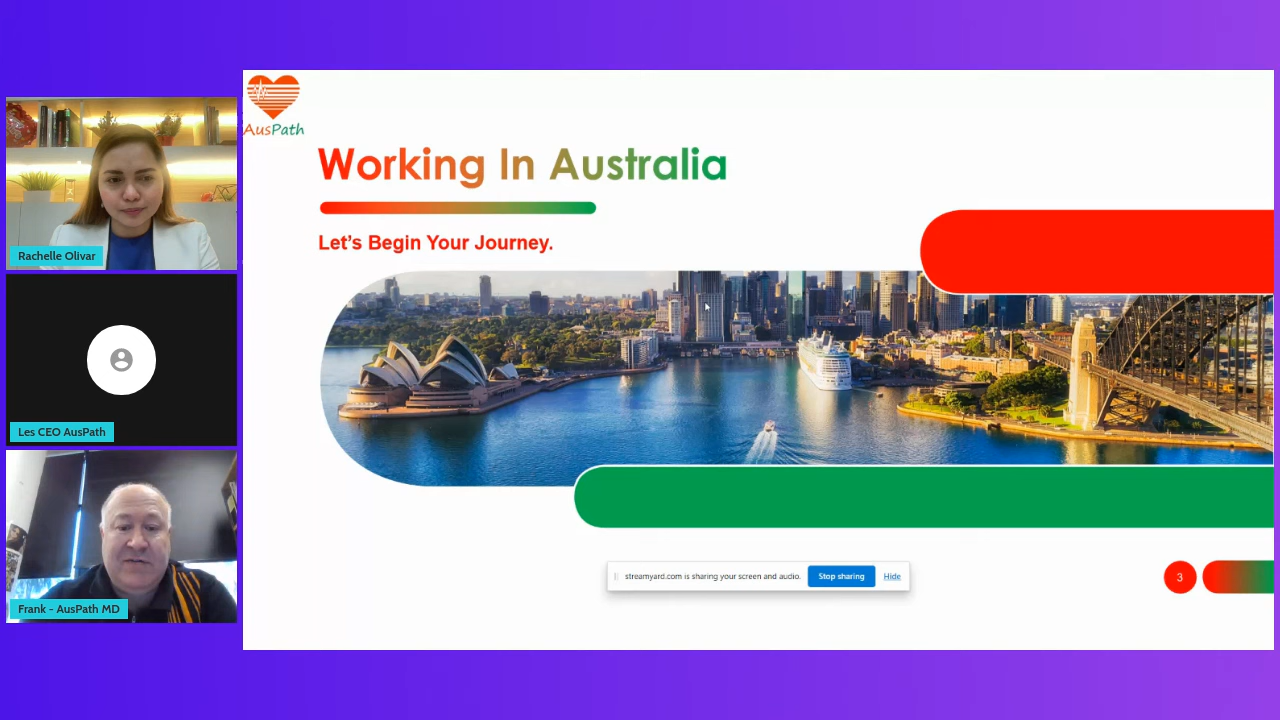 AusPath
Working In Australia
Let's Begin Your Journey.
Rachelle Olivar
Les CEO AusPath
Frank - AusPath MD
streamyard.com is sharing your screen and audio.
Stop sharing
Hide
3